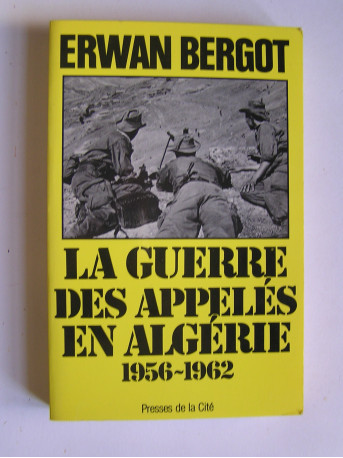 ERWAN BERGOT
LA GUERRE
DES APPELÉS
EN ALGÉRIE
1956~1962
Presses de la Cité